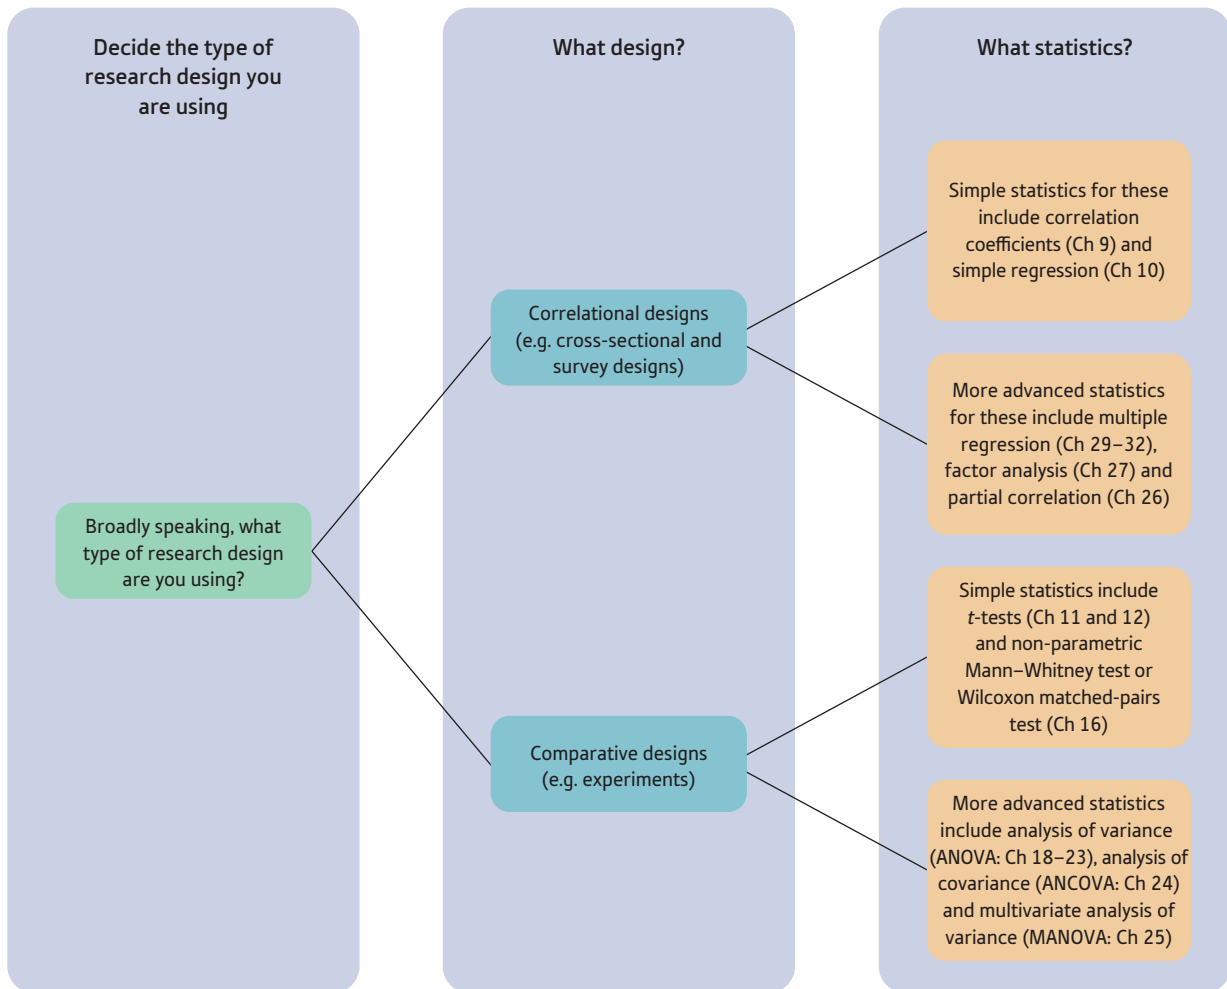 Decide the type of
research design you
are using
What design?
What statistics?
Simple statistics for these
include correlation
coefficients (Ch 9) and
simple regression (Ch 10)
Correlational designs
(e.g. cross-sectional and
survey designs)
More advanced statistics
for these include multiple
regression (Ch 29–32),
factor analysis (Ch 27) and
partial correlation (Ch 26)
Broadly speaking, what
type of research design
are you using?
Simple statistics include
t-tests (Ch 11 and 12)
and non-parametric
Mann–Whitney test or
Wilcoxon matched-pairs
test (Ch 16)
Comparative designs
(e.g. experiments)
More advanced statistics
include analysis of variance
(ANOVA: Ch 18–23), analysis of
covariance (ANCOVA: Ch 24)
and multivariate analysis of
variance (MANOVA: Ch 25)